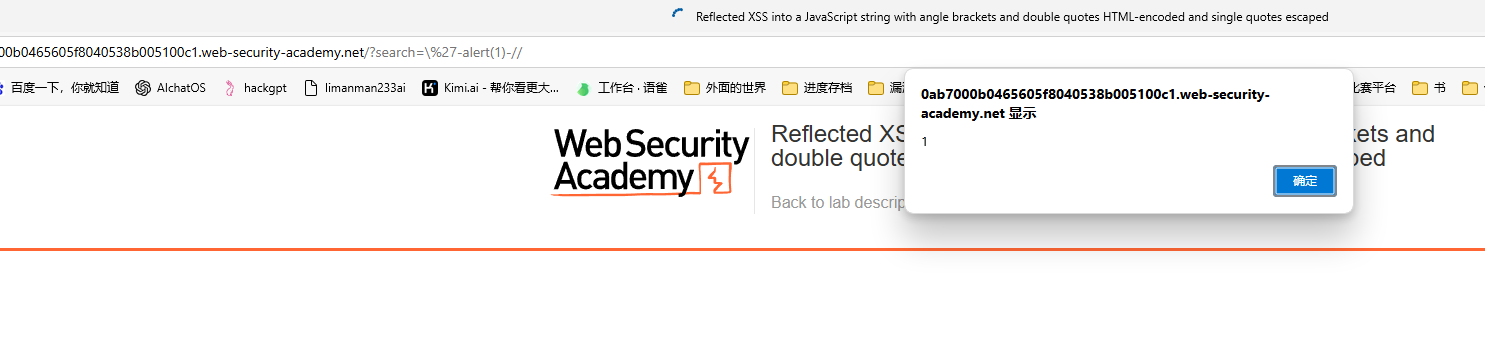 Reflected XSS into a JavaScript string with angle brackets and double quotes HTML-encoded and single quotes escaped
00b0465605f8040538b005100c1.web-security-academy.net/?search=\%27-alert(1)-//
百度一下，你就知道 AIchatOS hackgpt limanman233ai Kimi.ai - 帮你看更大... 工作台 · 语雀 外面的世界 进度存档 比赛平台 书
0ab7000b0465605f8040538b005100c1.web-security-
academy.net 显示
1
确定
Web Security
Academy
Reflected XS kets and
double quote ped
Back to lab descrip